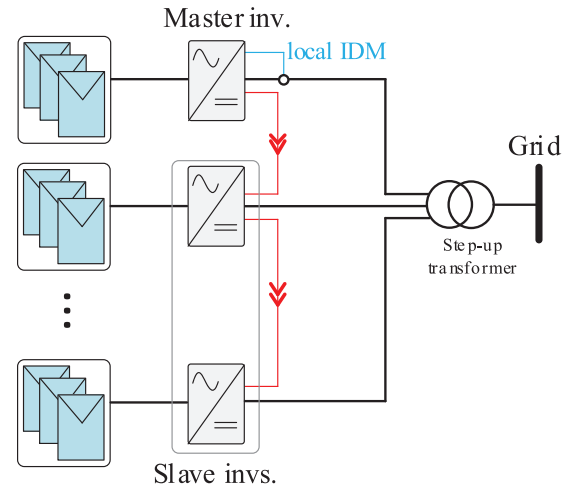 Master inv.
local IDM
Grid
Step-up
transformer
Slave invs.